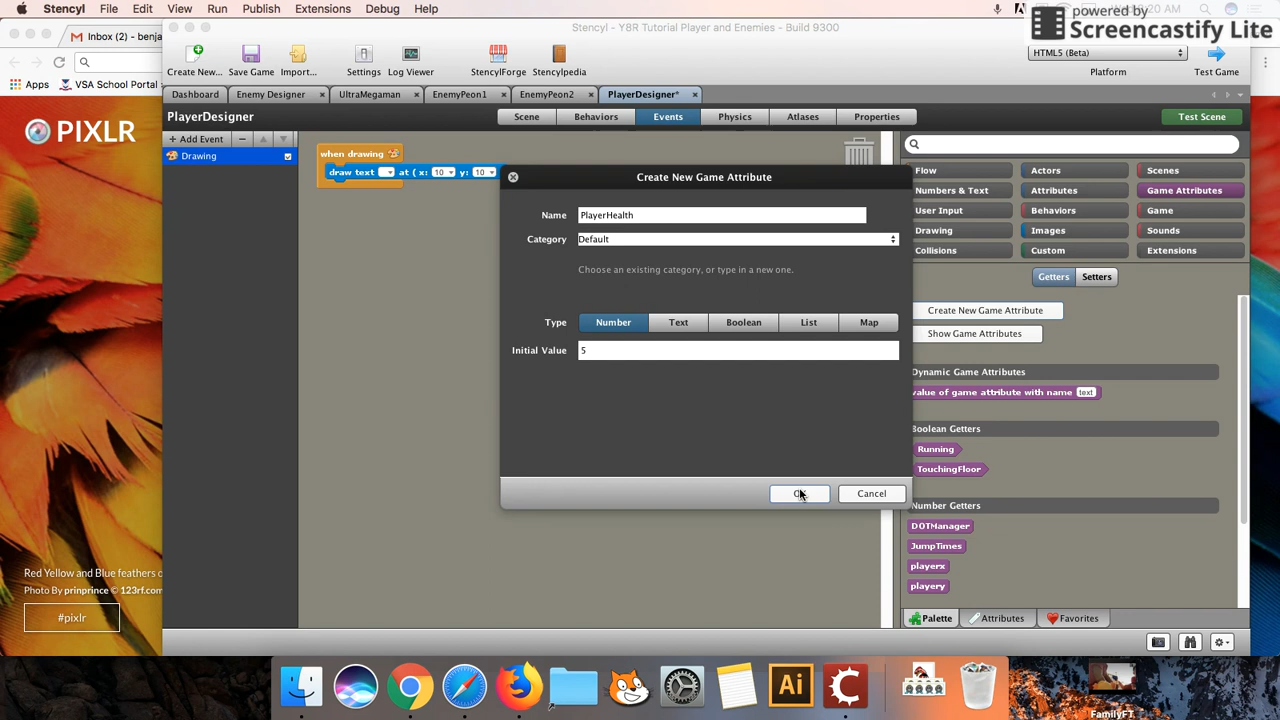 Stencyl File Edit View Run Publish Extensions Debug Help
powered by
Screencastify Lite
Inbox (2) - benja
Stencyl - Y8R Tutorial Player and Enemies - Build 9300
Create New... Save Game Import... Settings Log Viewer StencylForge Stencylpedia
HTML5 (Beta)
Platform
Test Game
Apps VSA School Portal
Dashboard Enemy Designer UltraMegaman EnemyPeon1 EnemyPeon2 PlayerDesigner*
PlayerDesigner
Scene Behaviors Events Physics Atlases Properties
Test Scene
PIXLR
+ Add Event
Drawing
when drawing
draw text at ( x: 10 y: 10
Create New Game Attribute
Name PlayerHealth
Category Default
Choose an existing category, or type in a new one.
Type Number Text Boolean List Map
Initial Value 5
Cancel
Flow Actors Scenes
Numbers & Text Attributes Game Attributes
User Input Behaviors Game
Drawing Images Sounds
Collisions Custom Extensions
Getters Setters
Create New Game Attribute
Show Game Attributes
Dynamic Game Attributes
value of game attribute with name text
Boolean Getters
Running
TouchingFloor
Number Getters
DOTManager
JumpTimes
playerx
playery
Palette Attributes Favorites
Red Yellow and Blue feathers o
Photo By prinprince © 123rf.com
#pixlr
Ai
FamilyFT